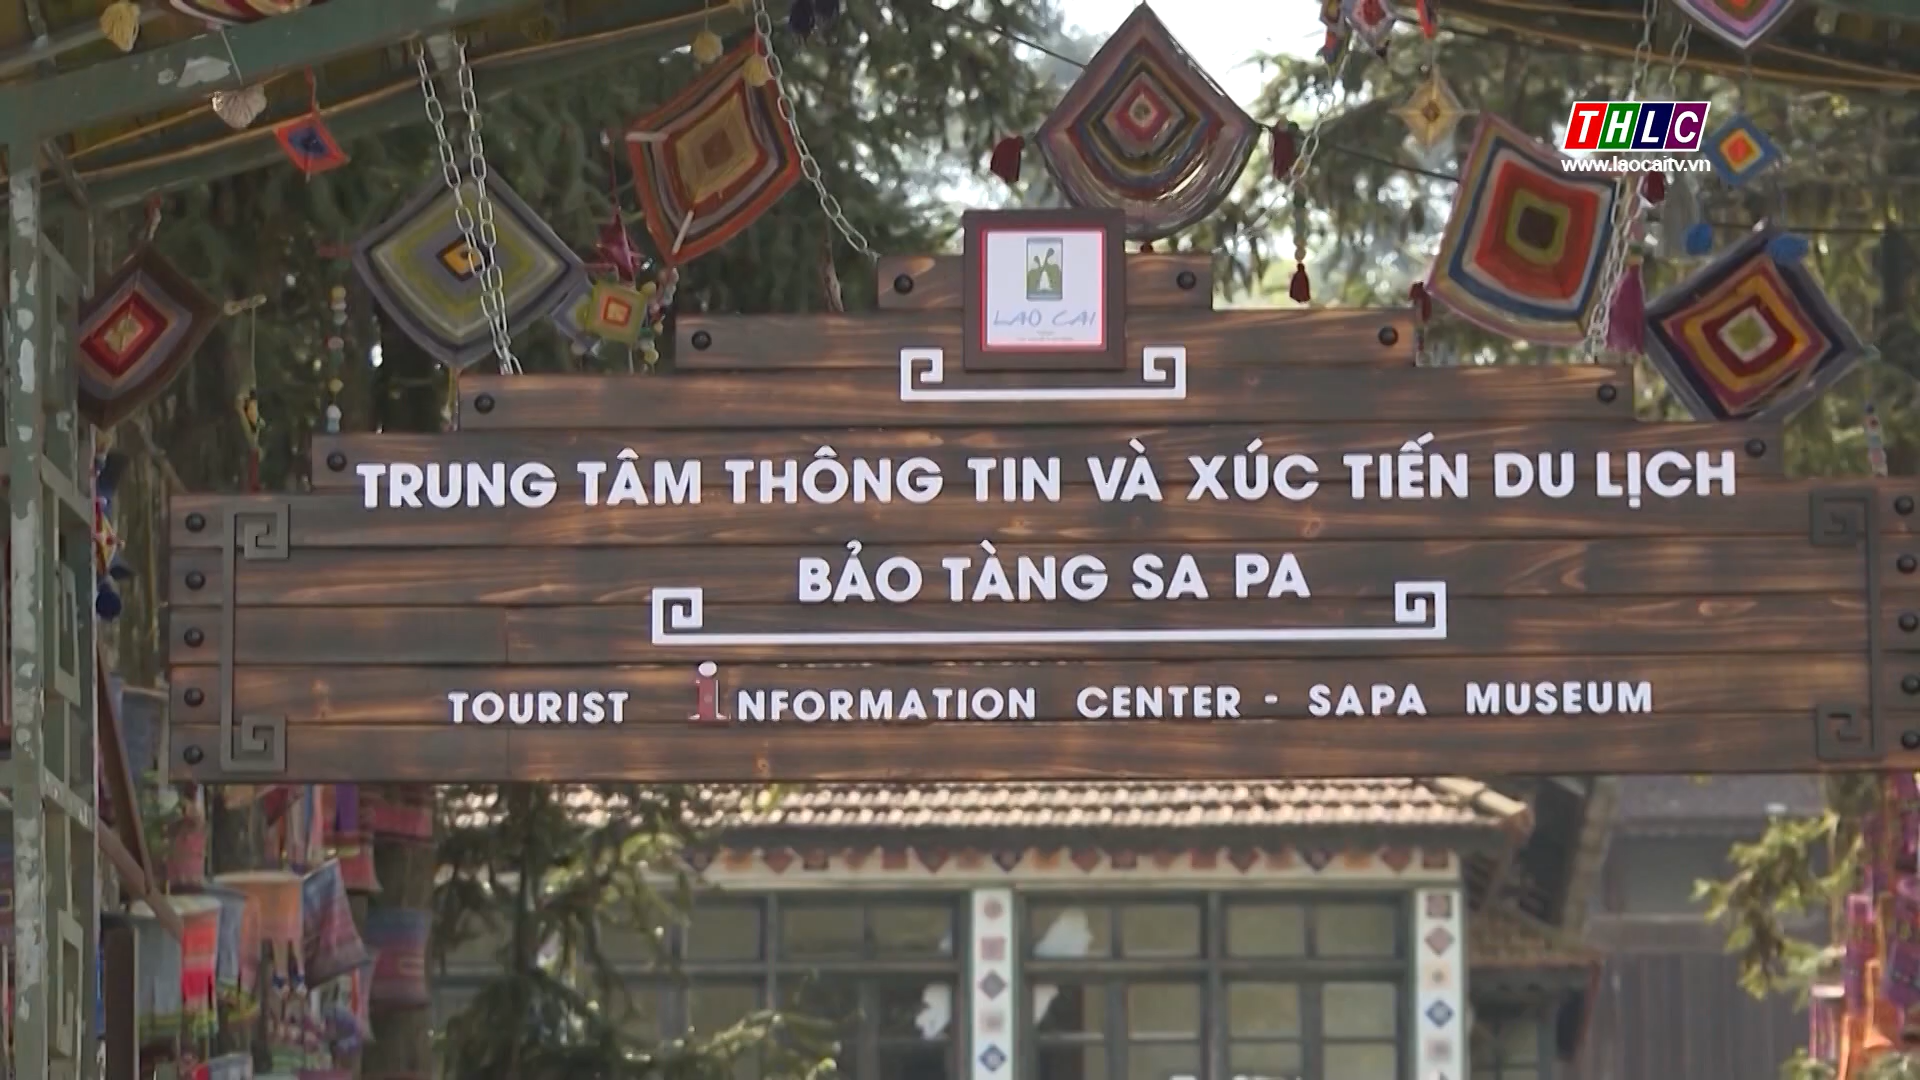 THLC
www.laocaitv.vn
LAO CAI
TRUNG TÂM THÔNG TIN VÀ XÚC TIẾN DU LỊCH
BẢO TÀNG SA PA
TOURIST iNFORMATION CENTER - SAPA MUSEUM